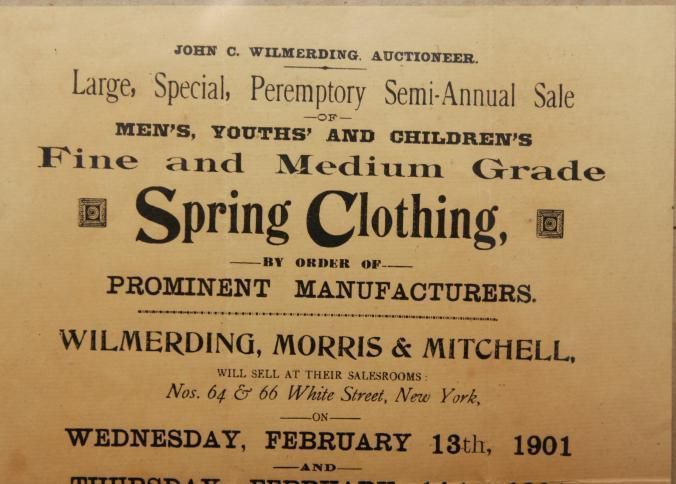 JOHN C. WILMERDING. AUCTIONEER.
Large, Special, Peremptory Semi-Annual Sale
—OF—
MEN'S, YOUTHS' AND CHILDREN'S
Fine and Medium Grade
Spring Clothing,
—BY ORDER OF—
PROMINENT MANUFACTURERS.
WILMERDING, MORRIS & MITCHELL,
WILL SELL AT THEIR SALESROOMS:
Nos. 64 & 66 White Street, New York,
—ON—
WEDNESDAY, FEBRUARY 13th, 1901
—AND—
THURSDAY, FEBRUARY